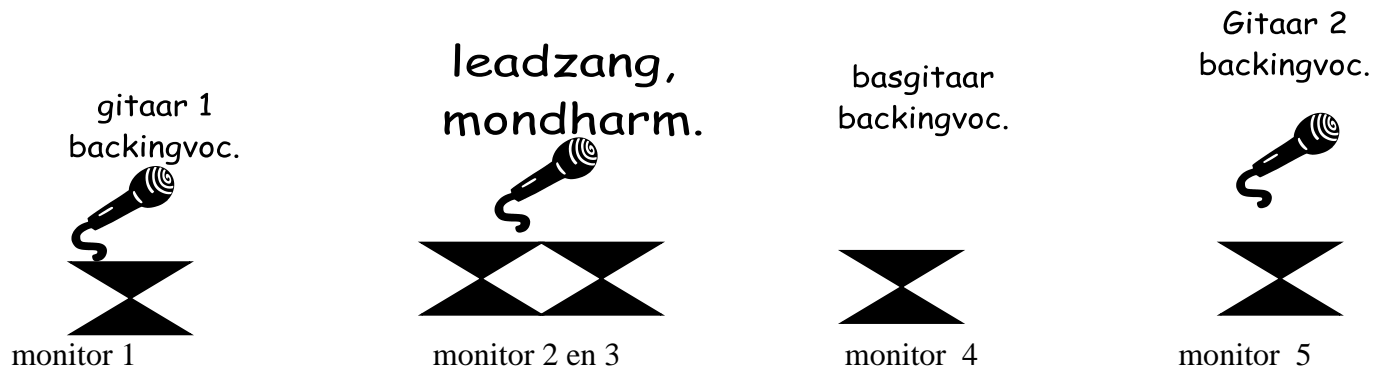 gitaar 1
backingvoc.
leadzang,
mondharm.
basgitaar
backingvoc.
Gitaar 2
backingvoc.
monitor 1
monitor 2 en 3
monitor 4
monitor 5